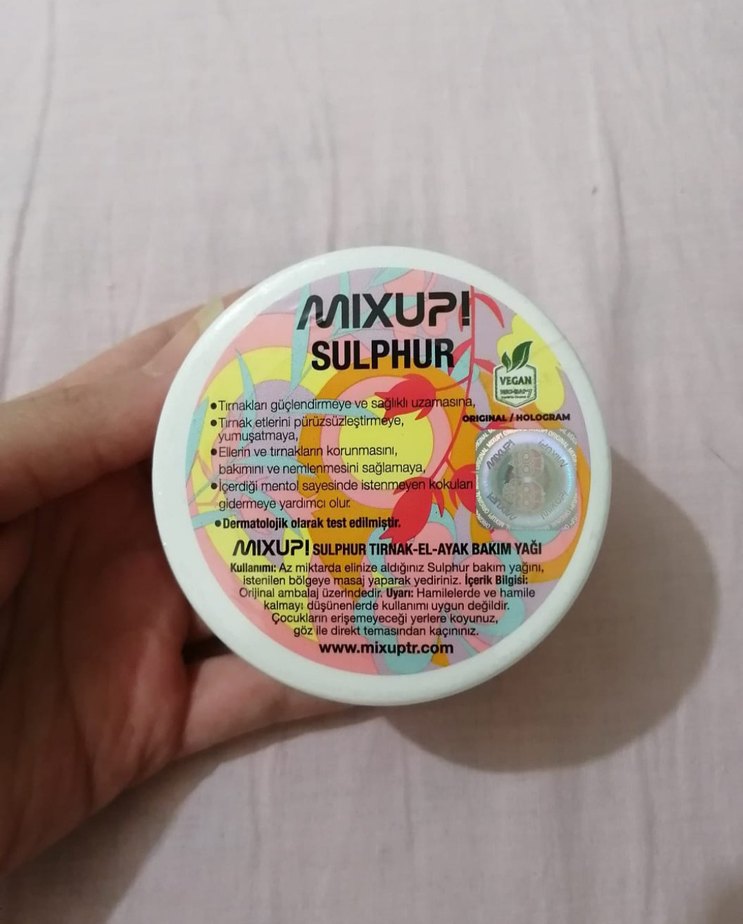 MIXUP!
SULPHUR
VEGAN
ORIGINAL / HOLOGRAM
MIXUP!
• Tırnakları güçlendirmeye ve sağlıklı uzamasına,
• Tırnak etlerini pürüzsüzleştirmeye,
yumuşatmaya,
• Ellerin ve tırnakların korunmasını,
bakımını ve nemlenmesini sağlamaya,
• İçerdiği mentol sayesinde istenmeyen kokuları
gidermeye yardımcı olur.
• Dermatolojik olarak test edilmiştir.
MIXUP! SULPHUR TIRNAK-EL-AYAK BAKIM YAĞI
Kullanımı: Az miktarda elinize aldığınız Sulphur bakım yağını,
istenilen bölgeye masaj yaparak yediriniz. İçerik Bilgisi:
Orijinal ambalaj üzerindedir. Uyarı: Hamilelerde ve hamile
kalmayı düşünenlerde kullanımı uygun değildir.
Çocukların erişemeyeceği yerlere koyunuz,
göz ile direkt temasından kaçınınız.
www.mixuptr.com